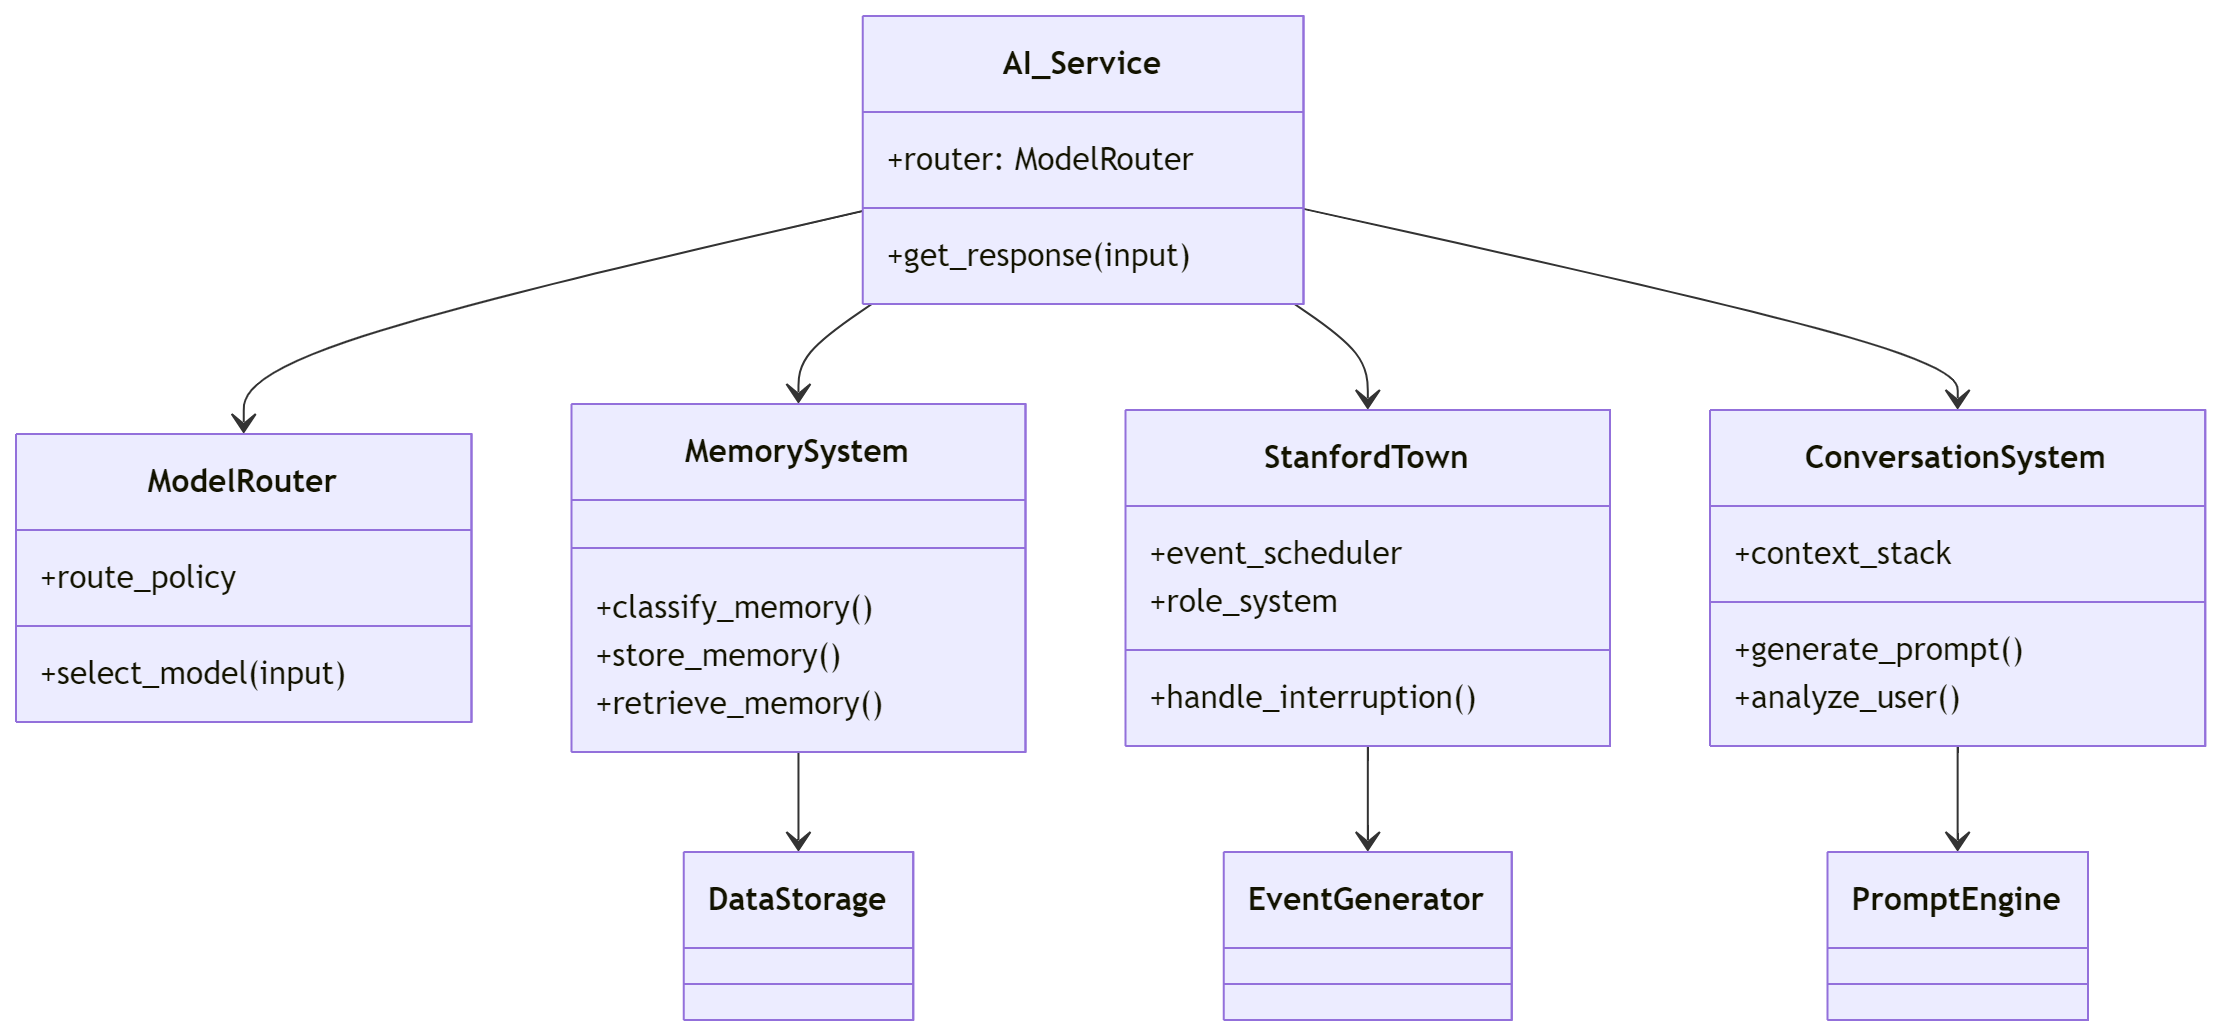 AI_Service
+router: ModelRouter
+get_response(input)
ModelRouter
+route_policy
+select_model(input)
MemorySystem
+classify_memory()
+store_memory()
+retrieve_memory()
StanfordTown
+event_scheduler
+role_system
+handle_interruption()
ConversationSystem
+context_stack
+generate_prompt()
+analyze_user()
DataStorage
EventGenerator
PromptEngine